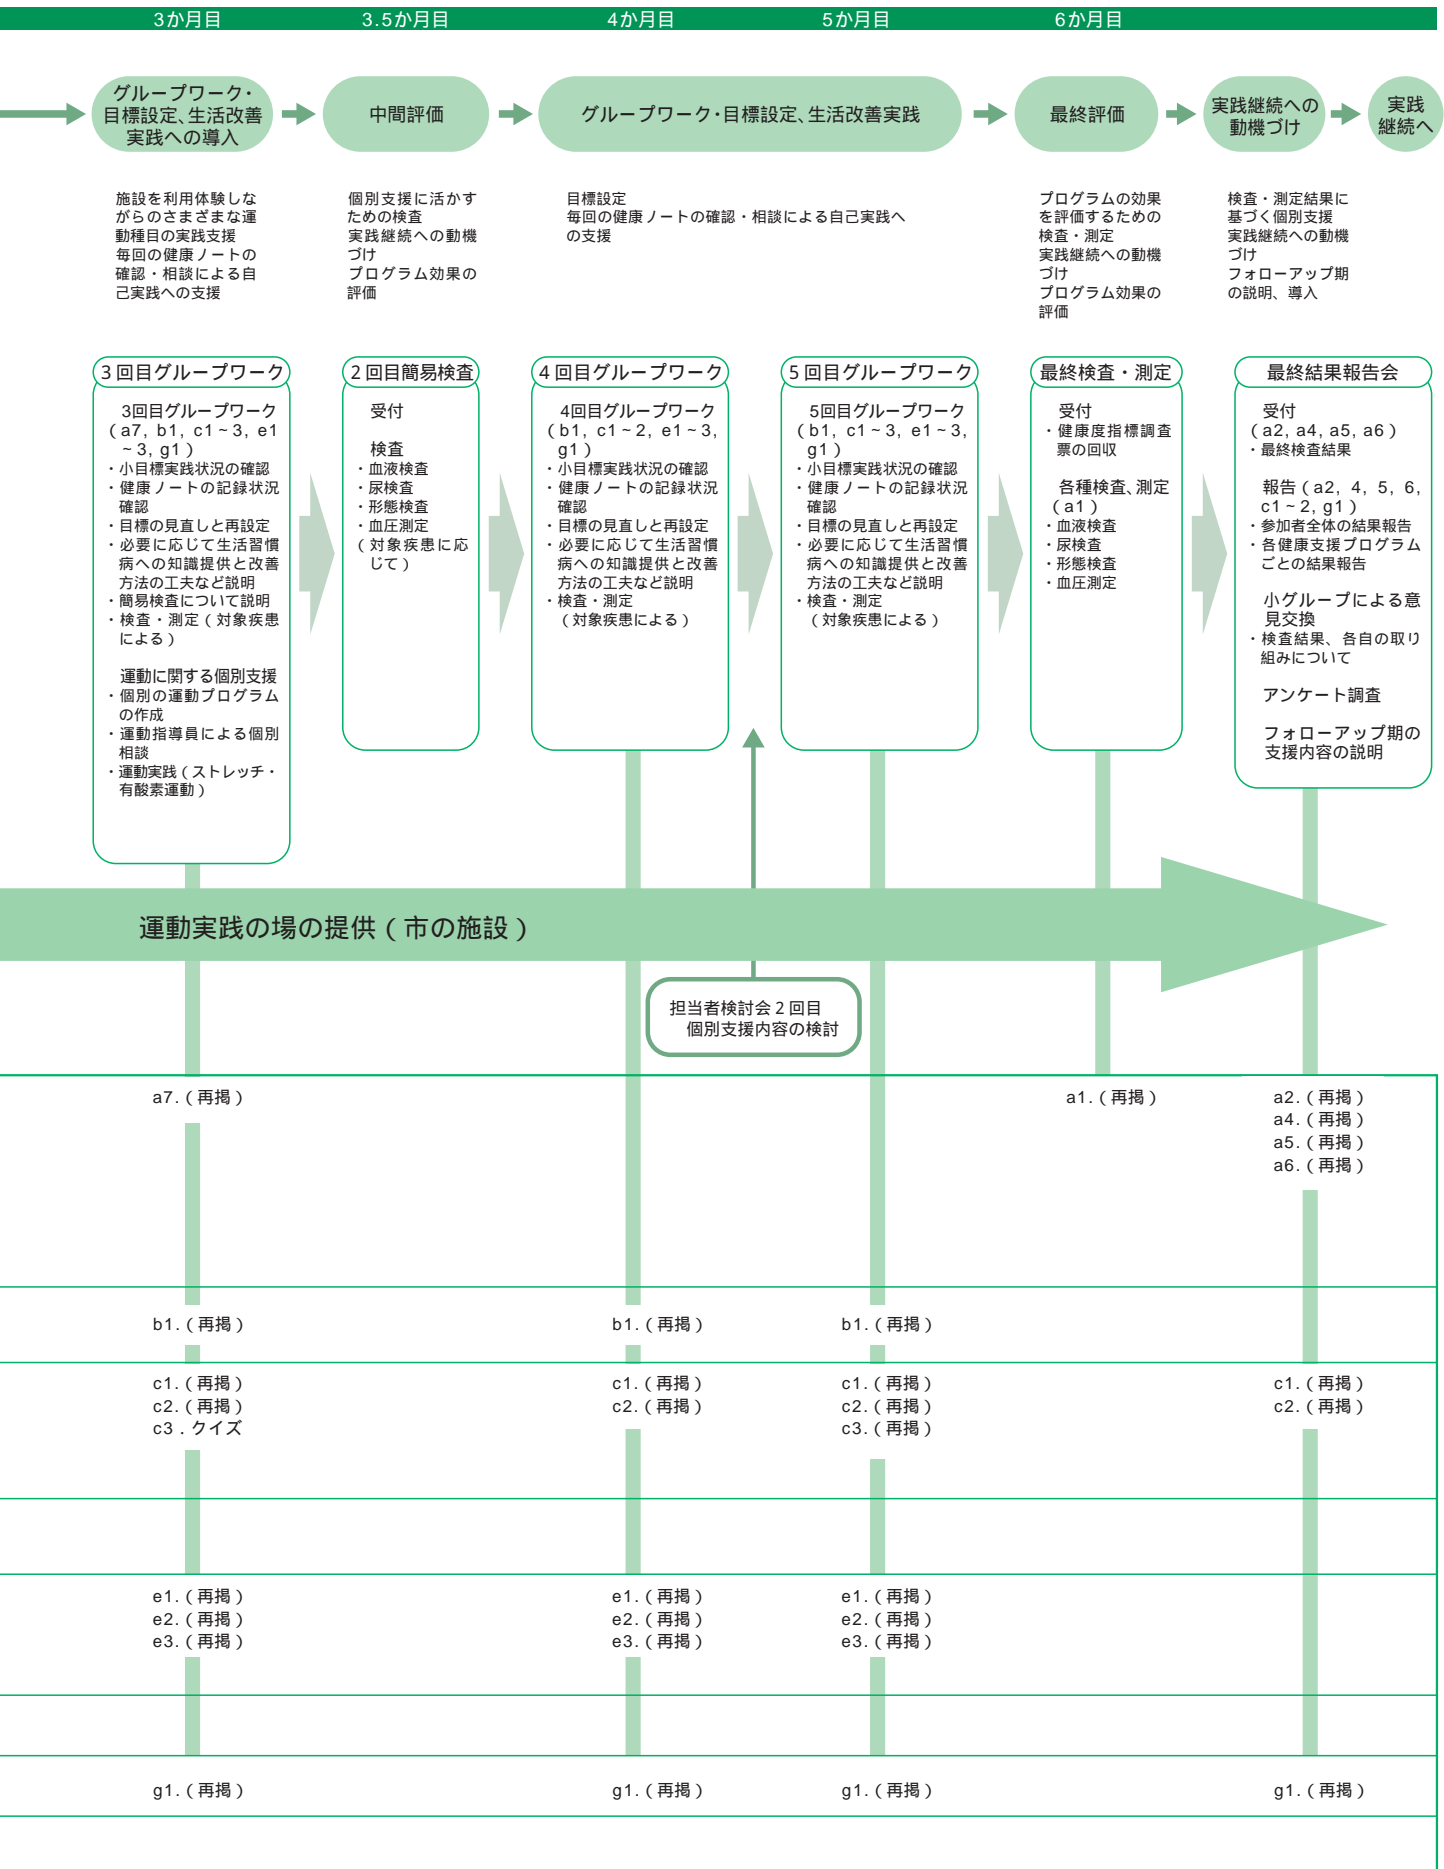 3か月目
3.5か月目
4か月目
5か月目
6か月目
グループワーク・
目標設定、生活改善
実践への導入
中間評価
グループワーク・目標設定、生活改善実践
最終評価
実践継続への
動機づけ
実践
継続へ
施設を利用体験しな
がらのさまざまな運
動種目の実践支援
毎回の健康ノートの
確認・相談による自
己実践への支援
個別支援に活かす
ための検査
実践継続への動機
づけ
プログラム効果の
評価
目標設定
毎回の健康ノートの確認・相談による自己実践へ
の支援
プログラムの効果
を評価するための
検査・測定
実践継続への動機
づけ
プログラム効果の
評価
検査・測定結果に
基づく個別支援
実践継続への動機
づけ
フォローアップ期
の説明、導入
3回目グループワーク
3回目グループワーク
(a7, b1, c1~3, e1
~3, g1)
・小目標実践状況の確認
・健康ノートの記録状況
確認
・目標の見直しと再設定
・必要に応じて生活習慣
病への知識提供と改善
方法の工夫など説明
・簡易検査について説明
・検査・測定(対象疾患
による)
運動に関する個別支援
・個別の運動プログラム
の作成
・運動指導員による個別
相談
・運動実践(ストレッチ・
有酸素運動)
2回目簡易検査
受付
検査
・血液検査
・尿検査
・形態検査
・血圧測定
(対象疾患に応
じて)
4回目グループワーク
4回目グループワーク
(b1, c1~2, e1~3,
g1)
・小目標実践状況の確認
・健康ノートの記録状況
確認
・目標の見直しと再設定
・必要に応じて生活習慣
病への知識提供と改善
方法の工夫など説明
・検査・測定
(対象疾患による)
5回目グループワーク
5回目グループワーク
(b1, c1~3, e1~3,
g1)
・小目標実践状況の確認
・健康ノートの記録状況
確認
・目標の見直しと再設定
・必要に応じて生活習慣
病への知識提供と改善
方法の工夫など説明
・検査・測定
(対象疾患による)
最終検査・測定
受付
・健康度指標調査
票の回収
各種検査、測定
(a1)
・血液検査
・尿検査
・形態検査
・血圧測定
最終結果報告会
受付
(a2, a4, a5, a6)
・最終検査結果
報告(a2, 4, 5, 6,
c1~2, g1)
・参加者全体の結果報告
・各健康支援プログラム
ごとの結果報告
小グループによる意
見交換
・検査結果、各自の取り
組みについて
アンケート調査
フォローアップ期の
支援内容の説明
運動実践の場の提供(市の施設)
担当者検討会2回目
個別支援内容の検討
a7.(再掲)
a1.(再掲)
a2.(再掲)
a4.(再掲)
a5.(再掲)
a6.(再掲)
b1.(再掲)
b1.(再掲)
b1.(再掲)
c1.(再掲)
c2.(再掲)
c3.クイズ
c1.(再掲)
c2.(再掲)
c1.(再掲)
c2.(再掲)
c3.(再掲)
c1.(再掲)
c2.(再掲)
e1.(再掲)
e2.(再掲)
e3.(再掲)
e1.(再掲)
e2.(再掲)
e3.(再掲)
e1.(再掲)
e2.(再掲)
e3.(再掲)
g1.(再掲)
g1.(再掲)
g1.(再掲)
g1.(再掲)